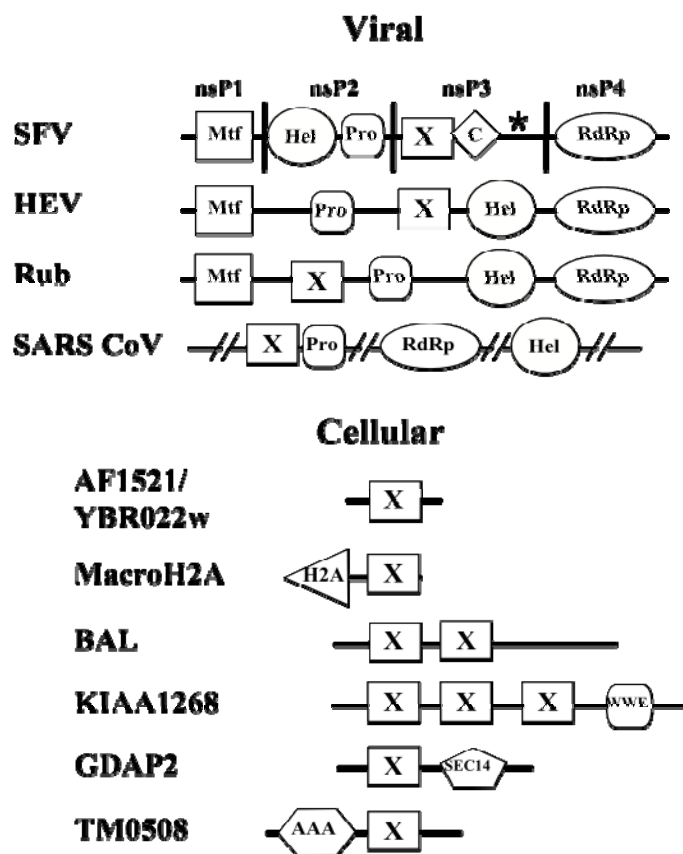 Viral
nsP1 nsP2 nsP3 nsP4
SFV Mtf Hel Pro X C * RdRp
HEV Mtf Pro X Hel RdRp
Rub Mtf X Pro Hel RdRp
SARS CoV // X Pro // RdRp // Hel //
Cellular
AF1521/
YBR022w X
MacroH2A H2A X
BAL X X
KIAA1268 X X X WWE
GDAP2 X SEC14
TM0508 AAA X